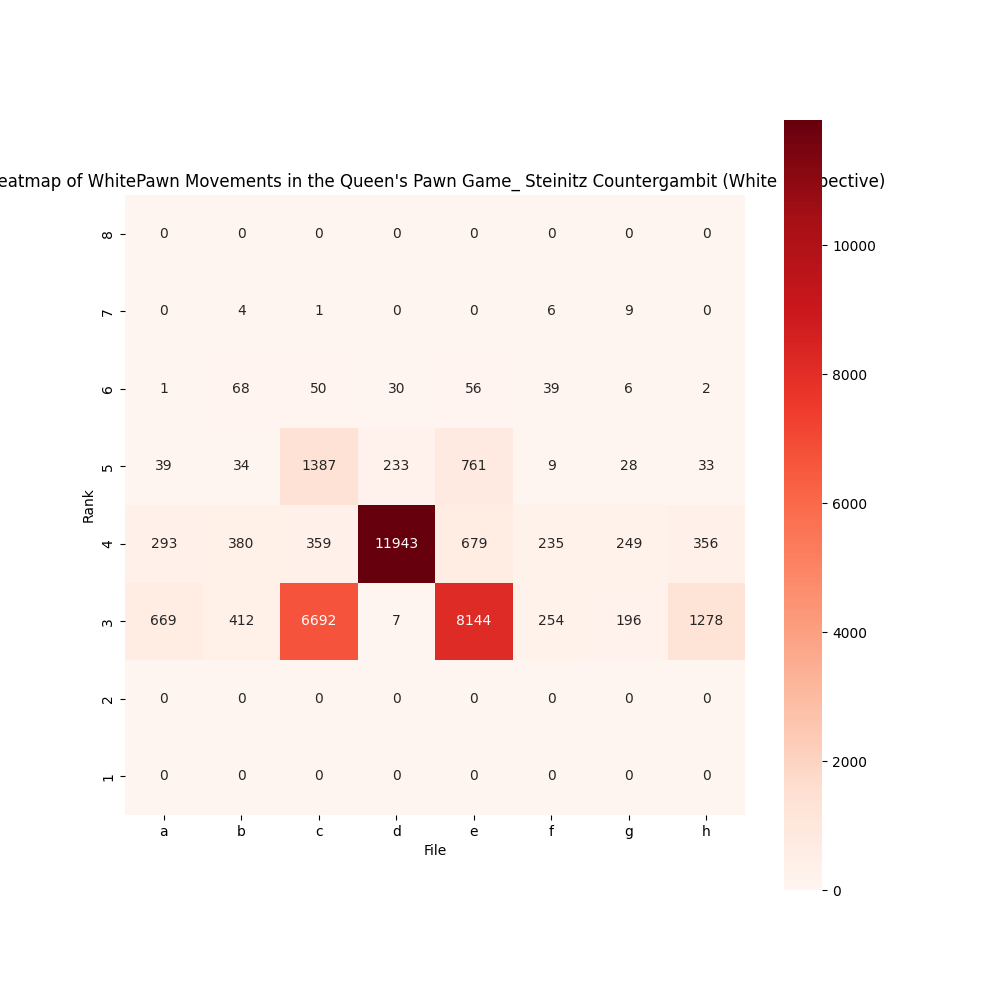 eatmap of WhitePawn Movements in the Queen's Pawn Game_ Steinitz Countergambit (White pective)
8 0 0 0 0 0 0 0 0
7 0 4 1 0 0 6 9 0
6 1 68 50 30 56 39 6 2
5 39 34 1387 233 761 9 28 33
4 293 380 359 11943 679 235 249 356
3 669 412 6692 7 8144 254 196 1278
2 0 0 0 0 0 0 0 0
1 0 0 0 0 0 0 0 0
a b c d e f g h
File
Rank
10000
8000
6000
4000
2000
0